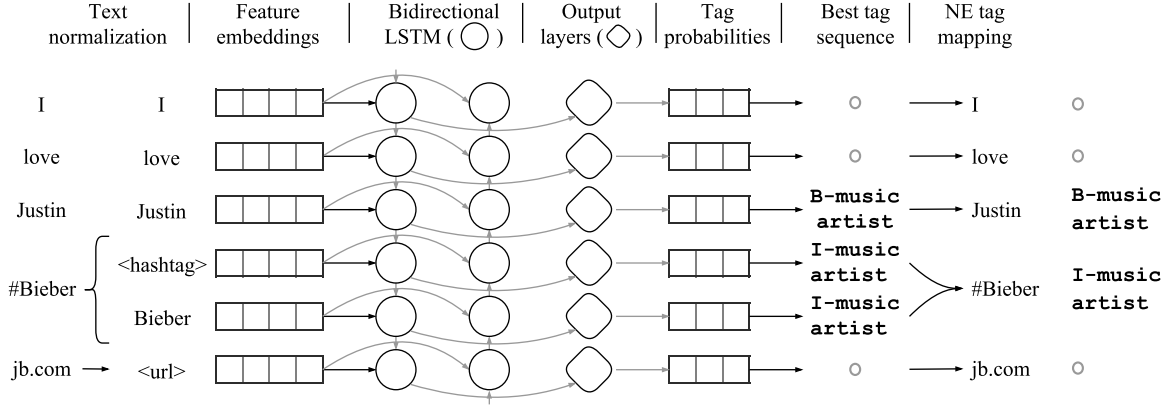 Text normalization
Feature embeddings
Bidirectional LSTM ( )
Output layers ( )
Tag probabilities
Best tag sequence
NE tag mapping
I I I
love love love
Justin Justin B-music artist Justin B-music artist
#Bieber <hashtag> I-music artist #Bieber I-music artist
Bieber I-music artist
jb.com <url> jb.com